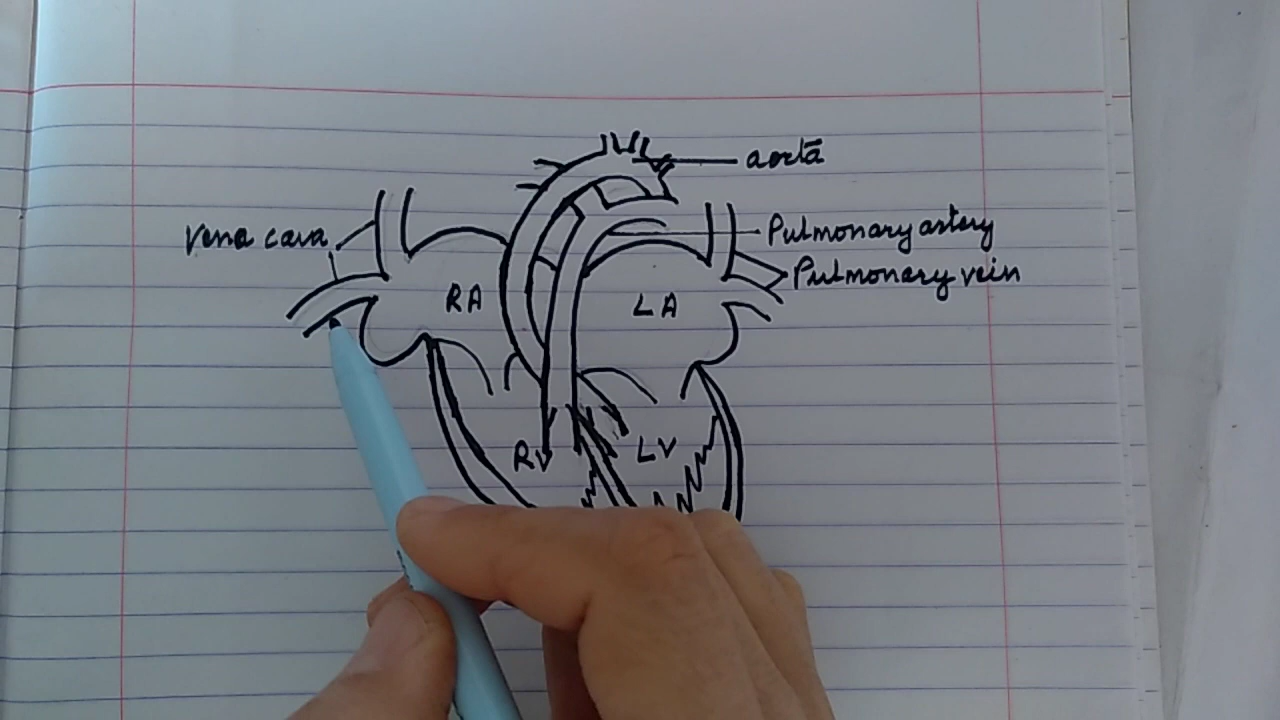 aorta
Vena cava
Pulmonary artery
Pulmonary vein
RA
LA
RV
LV